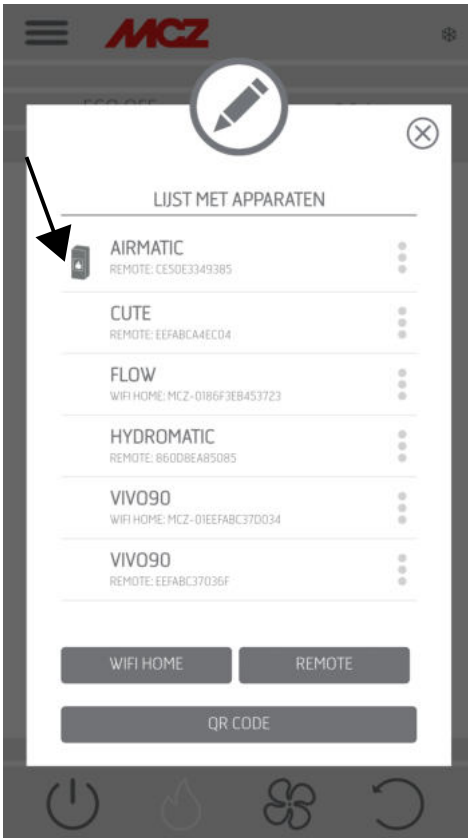 MCZ
LIJST MET APPARATEN
AIRMATIC
REMOTE: CE50E3349385
CUTE
REMOTE: EEFABCA4EC04
FLOW
WIFI HOME: MCZ-0186F3EB453723
HYDROMATIC
REMOTE: 860D8EA85085
VIVO90
WIFI HOME: MCZ-01EEFABC37D034
VIVO90
REMOTE: EEFABC37036F
WIFI HOME
REMOTE
QR CODE